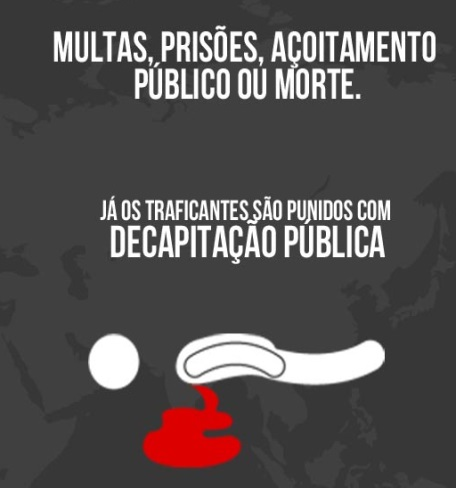 MULTAS, PRISÕES, AÇOITAMENTO
PÚBLICO OU MORTE.
JÁ OS TRAFICANTES SÃO PUNIDOS COM
DECAPITAÇÃO PÚBLICA